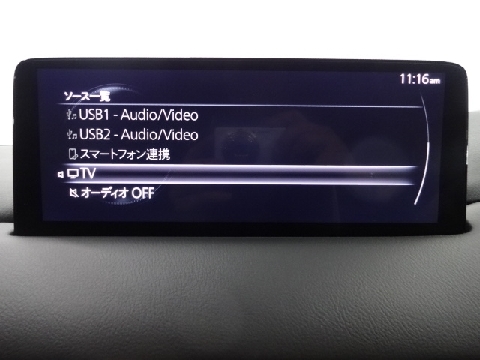 11:16am
ソース一覧
USB1 - Audio/Video
USB2 - Audio/Video
スマートフォン連携
TV
オーディオ OFF